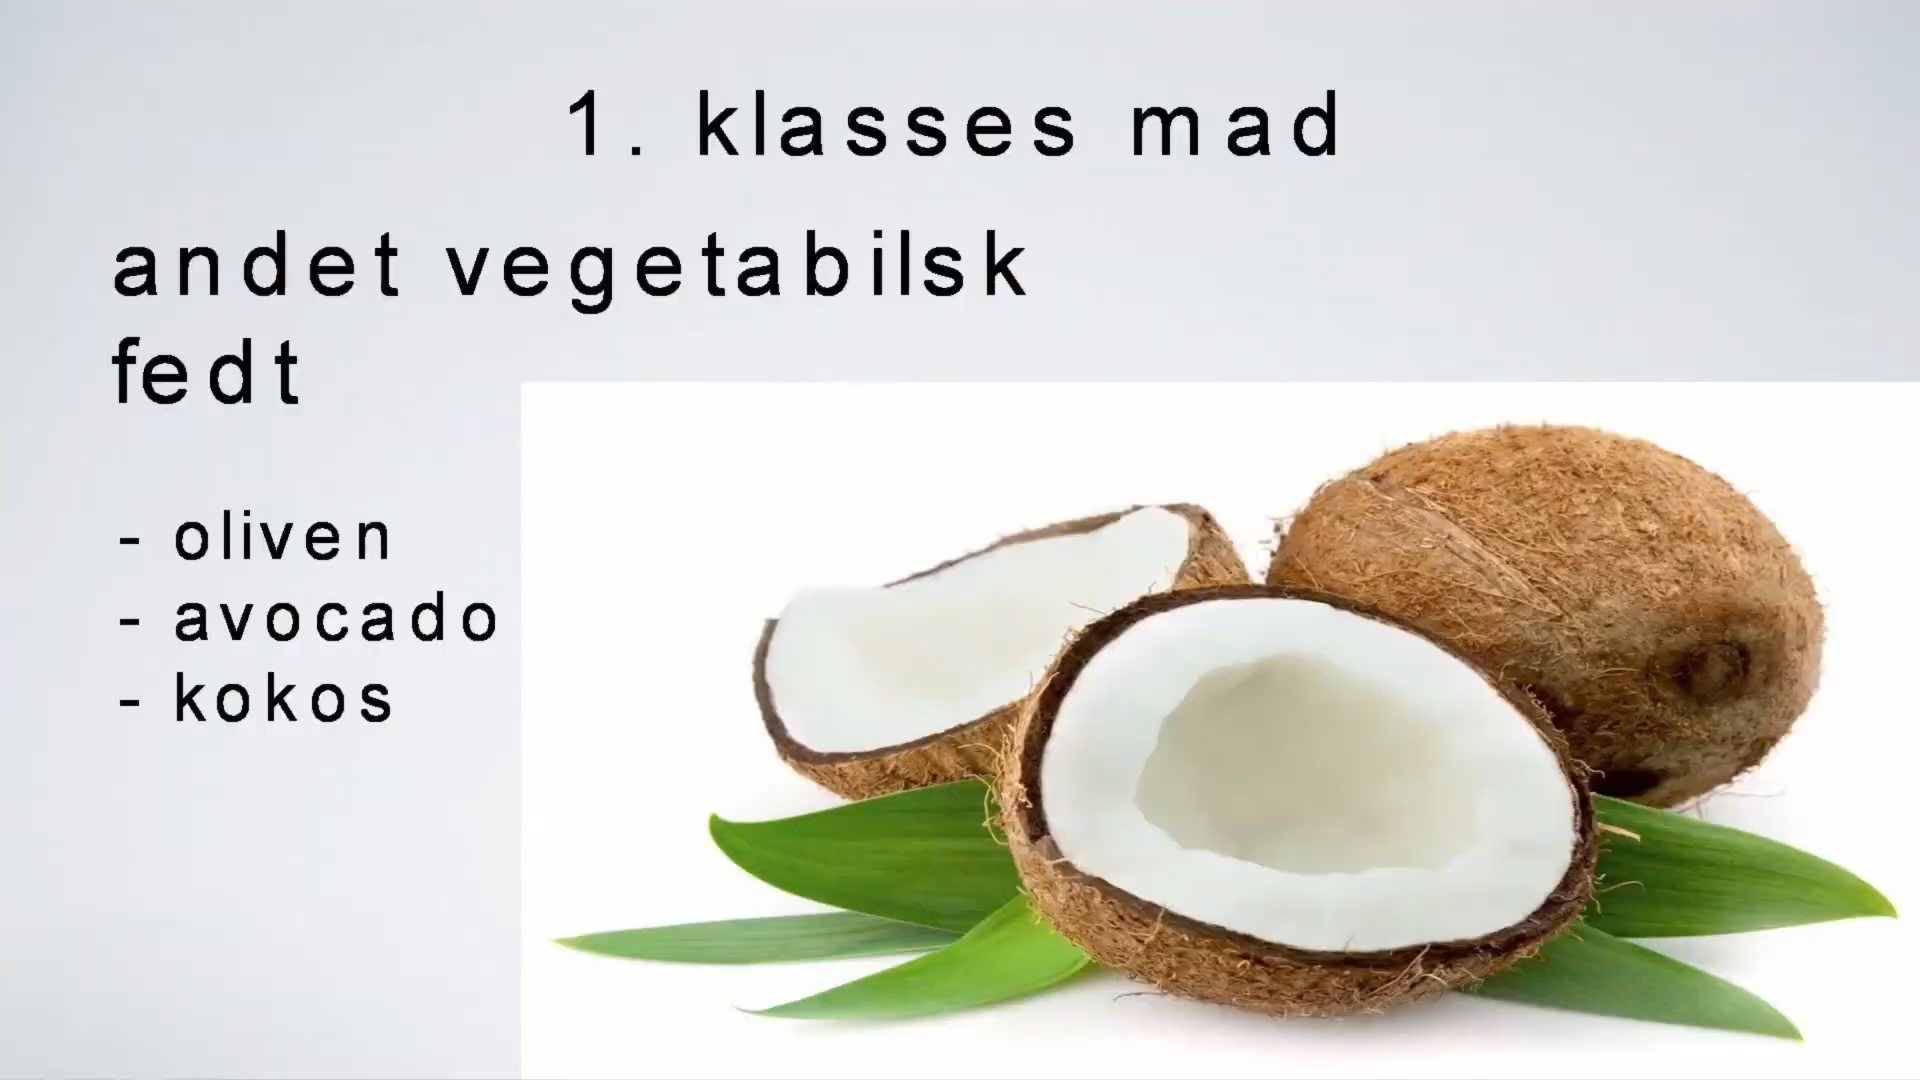 1. klasses mad
andet vegetabilsk
fedt
- oliven
- avocado
- kokos